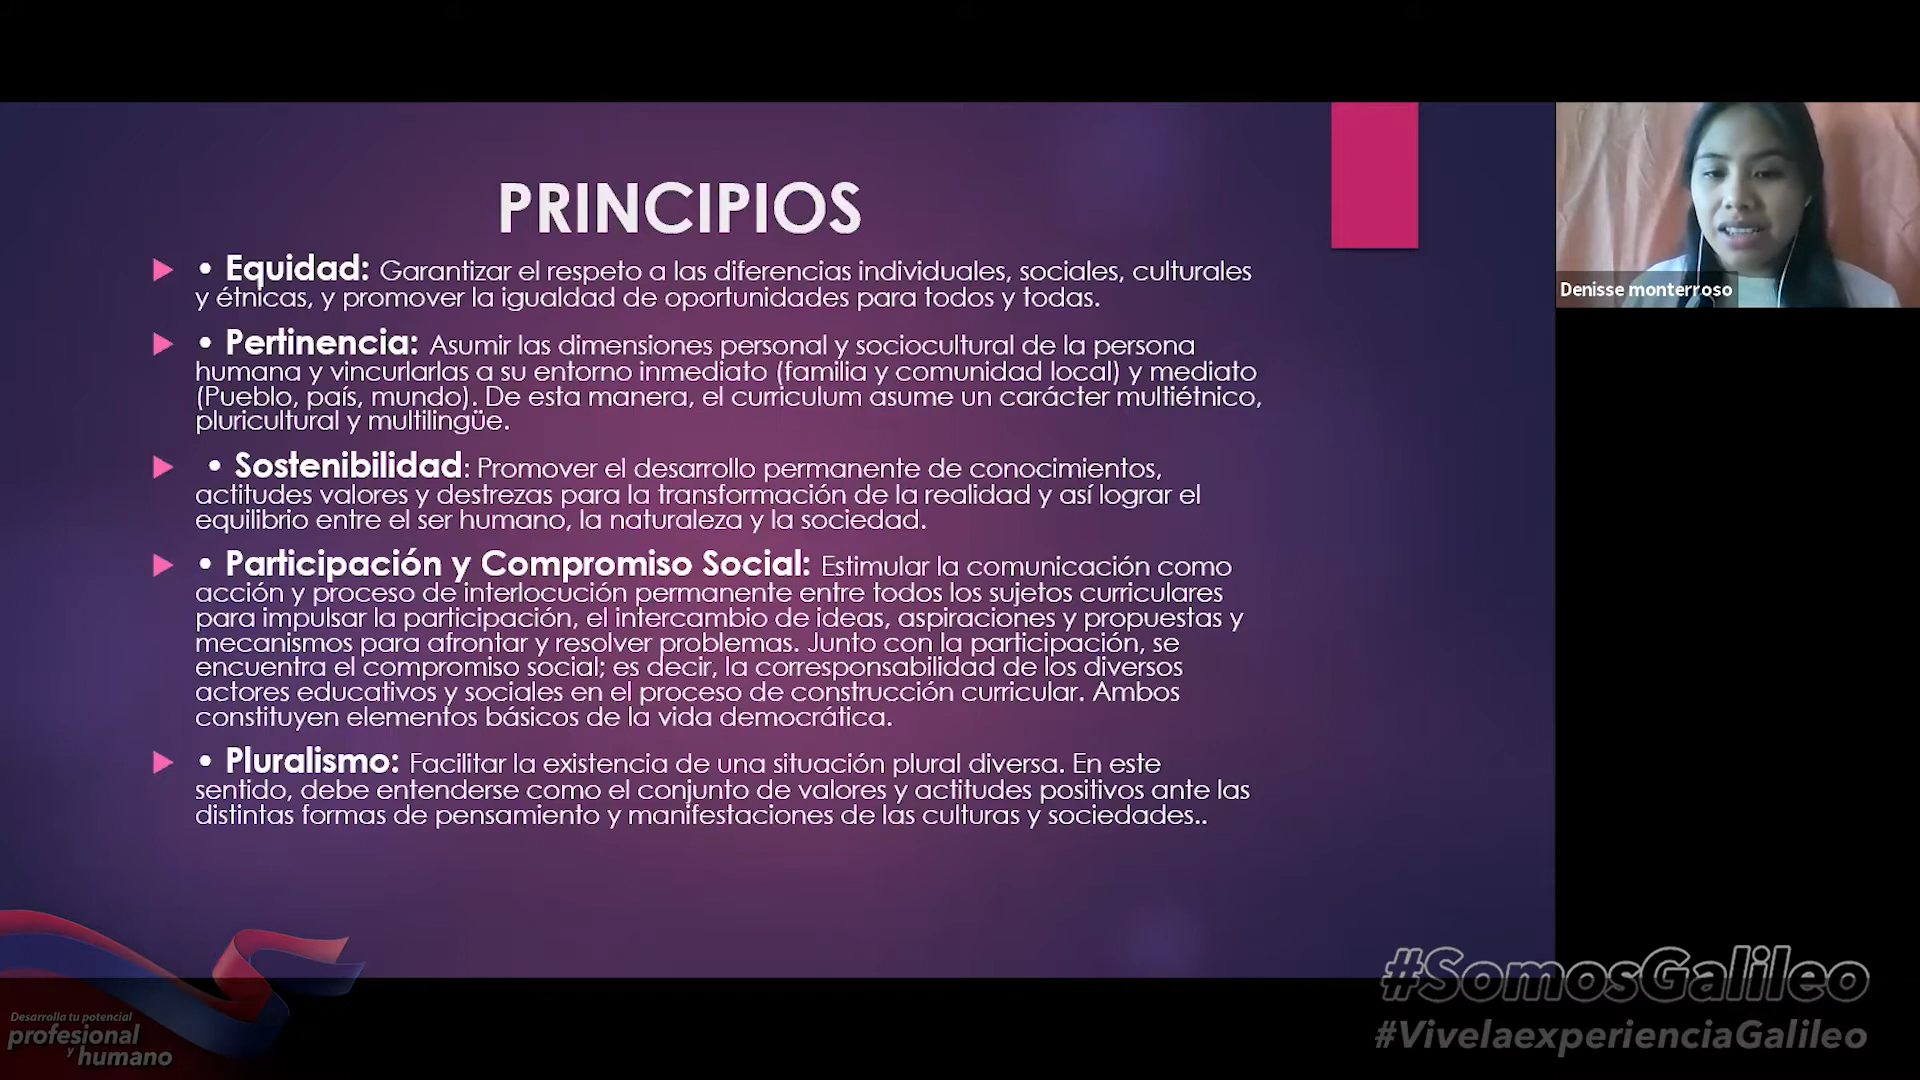 PRINCIPIOS
• Equidad: Garantizar el respeto a las diferencias individuales, sociales, culturales
y étnicas, y promover la igualdad de oportunidades para todos y todas.
• Pertinencia: Asumir las dimensiones personal y sociocultural de la persona
humana y vincurlarlas a su entorno inmediato (familia y comunidad local) y mediato
(Pueblo, país, mundo). De esta manera, el curriculum asume un carácter multiétnico,
pluricultural y multilingüe.
• Sostenibilidad: Promover el desarrollo permanente de conocimientos,
actitudes valores y destrezas para la transformación de la realidad y así lograr el
equilibrio entre el ser humano, la naturaleza y la sociedad.
• Participación y Compromiso Social: Estimular la comunicación como
acción y proceso de interlocución permanente entre todos los sujetos curriculares
para impulsar la participación, el intercambio de ideas, aspiraciones y propuestas y
mecanismos para afrontar y resolver problemas. Junto con la participación, se
encuentra el compromiso social; es decir, la corresponsabilidad de los diversos
actores educativos y sociales en el proceso de construcción curricular. Ambos
constituyen elementos básicos de la vida democrática.
• Pluralismo: Facilitar la existencia de una situación plural diversa. En este
sentido, debe entenderse como el conjunto de valores y actitudes positivos ante las
distintas formas de pensamiento y manifestaciones de las culturas y sociedades..
Denisse monterroso
Desarrolla tu potencial
profesional
y humano
#SomosGalileo
#VivelaexperienciaGalileo